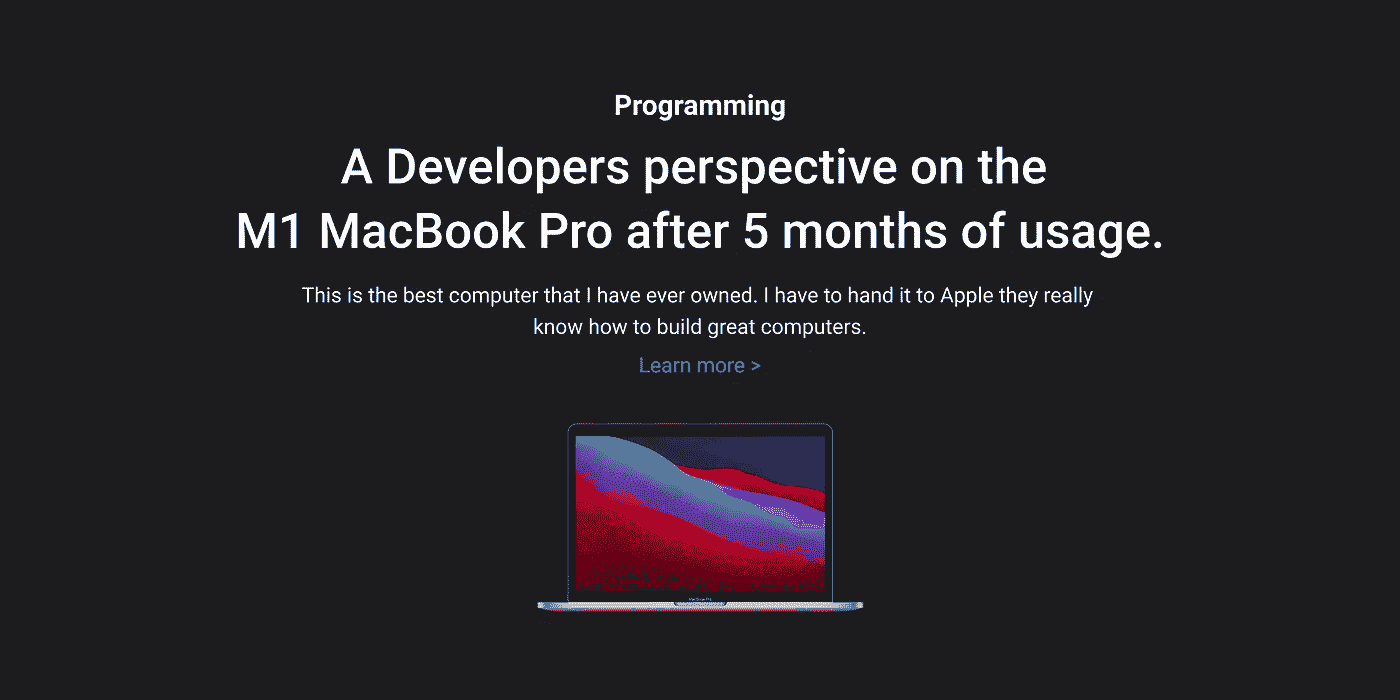 Programming
A Developers perspective on the
M1 MacBook Pro after 5 months of usage.
This is the best computer that I have ever owned. I have to hand it to Apple they really
know how to build great computers.
Learn more >
MacBook Pro